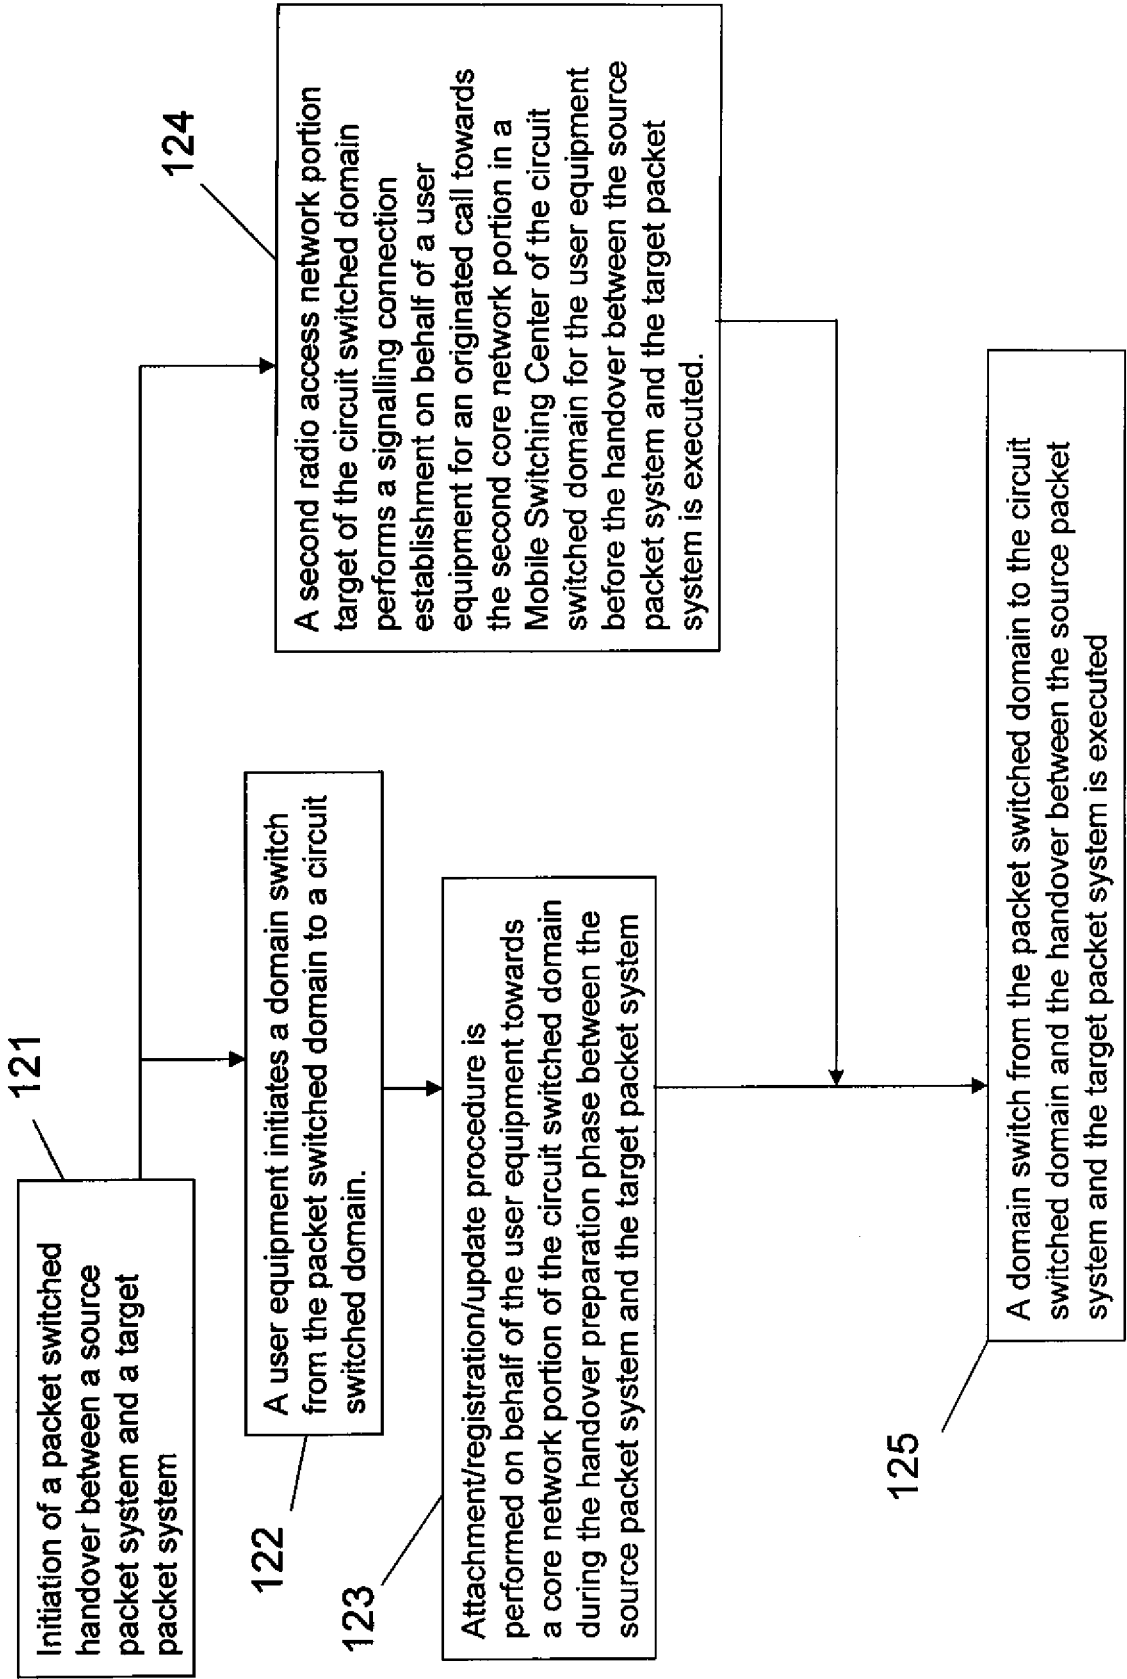 121
Initiation of a packet switched
handover between a source
packet system and a target
packet system
122
A user equipment initiates a domain switch
from the packet switched domain to a circuit
switched domain.
123
Attachment/registration/update procedure is
performed on behalf of the user equipment towards
a core network portion of the circuit switched domain
during the handover preparation phase between the
source packet system and the target packet system
124
A second radio access network portion
target of the circuit switched domain
performs a signalling connection
establishment on behalf of a user
equipment for an originated call towards
the second core network portion in a
Mobile Switching Center of the circuit
switched domain for the user equipment
before the handover between the source
packet system and the target packet
system is executed.
125
A domain switch from the packet switched domain to the circuit
switched domain and the handover between the source packet
system and the target packet system is executed